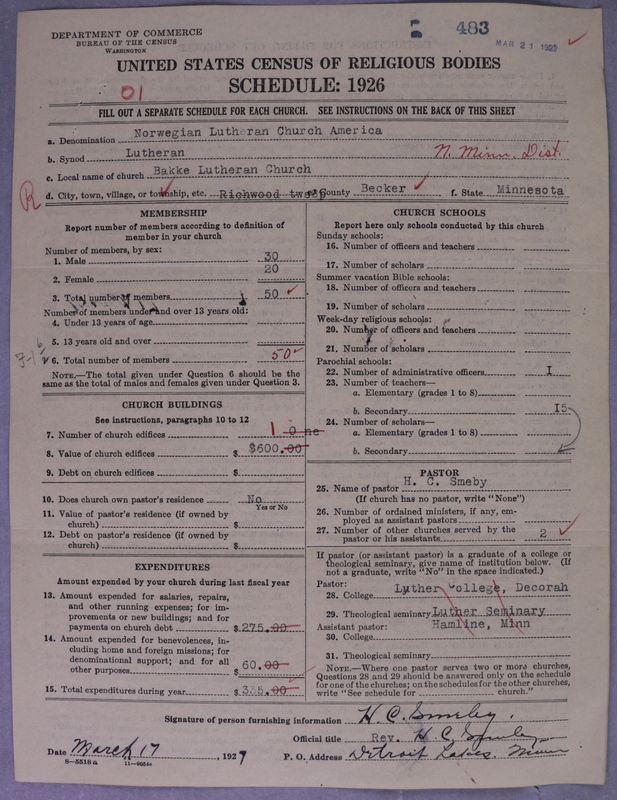 DEPARTMENT OF COMMERCE
BUREAU OF THE CENSUS
WASHINGTON
483
MAR 21 192
UNITED STATES CENSUS OF RELIGIOUS BODIES
SCHEDULE: 1926
01
FILL OUT A SEPARATE SCHEDULE FOR EACH CHURCH. SEE INSTRUCTIONS ON THE BACK OF THIS SHEET
a. Denomination Norwegian Lutheran Church America
b. Synod Lutheran N. Minn. Dist.
c. Local name of church Bakke Lutheran Church
R d. City, town, village, or township, etc. Richwood twsp County Becker f. State Minnesota
MEMBERSHIP
Report number of members according to definition of member in your church
Number of members, by sex:
1. Male 30
2. Female 20
3. Total number of members 50
Number of members under and over 13 years old:
4. Under 13 years of age
5. 13 years old and over
6. Total number of members 50
NOTE.—The total given under Question 6 should be the same as the total of males and females given under Question 3.
CHURCH BUILDINGS
See instructions, paragraphs 10 to 12
7. Number of church edifices 1 One
8. Value of church edifices $ $600.00
9. Debt on church edifices $
10. Does church own pastor's residence No
Yes or No
11. Value of pastor's residence (if owned by church) $
12. Debt on pastor's residence (if owned by church) $
EXPENDITURES
Amount expended by your church during last fiscal year
13. Amount expended for salaries, repairs, and other running expenses; for improvements or new buildings; and for payments on church debt $ 275.00
14. Amount expended for benevolences, including home and foreign missions; for denominational support; and for all other purposes $ 60.00
15. Total expenditures during year $ 335.00
CHURCH SCHOOLS
Report here only schools conducted by this church
Sunday schools:
16. Number of officers and teachers
17. Number of scholars
Summer vacation Bible schools:
18. Number of officers and teachers
19. Number of scholars
Week-day religious schools:
20. Number of officers and teachers
21. Number of scholars
Parochial schools:
22. Number of administrative officers I
23. Number of teachers—
a. Elementary (grades 1 to 8)
b. Secondary I5
24. Number of scholars—
a. Elementary (grades 1 to 8)
b. Secondary
PASTOR
25. Name of pastor H. C. Smeby
(If church has no pastor, write "None")
26. Number of ordained ministers, if any, employed as assistant pastors
27. Number of other churches served by the pastor or his assistants 2
If pastor (or assistant pastor) is a graduate of a college or theological seminary, give name of institution below. (If not a graduate, write "No" in the space indicated.)
Pastor:
28. College Luther College, Decorah
29. Theological seminary Luther Seminary
Assistant pastor: Hamline, Minn
30. College
31. Theological seminary
NOTE.—Where one pastor serves two or more churches, Questions 28 and 29 should be answered only on the schedule for one of the churches; on the schedules for the other churches, write "See schedule for church."
Signature of person furnishing information H C. Smeby.
Official title Rev. H. C. Smeby
Date March 17, 1927 P. O. Address Detroit Lakes, Minn
8—5518 a 11—9054